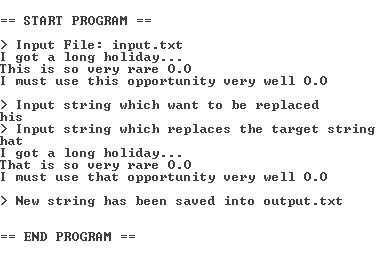 == START PROGRAM ==
> Input File: input.txt
I got a long holiday...
This is so very rare 0.0
I must use this opportunity very well 0.0
> Input string which want to be replaced
his
> Input string which replaces the target string
hat
I got a long holiday...
That is so very rare 0.0
I must use that opportunity very well 0.0
> New string has been saved into output.txt
== END PROGRAM ==